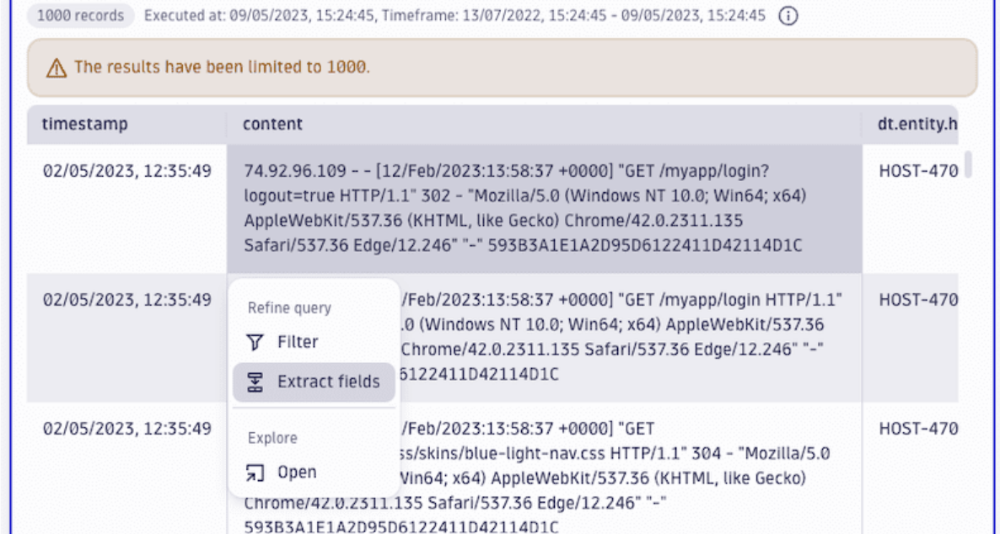 1000 records Executed at: 09/05/2023, 15:24:45, Timeframe: 13/07/2022, 15:24:45 - 09/05/2023, 15:24:45
The results have been limited to 1000.
timestamp content dt.entity.h
02/05/2023, 12:35:49 74.92.96.109 - - [12/Feb/2023:13:58:37 +0000] "GET /myapp/login? HOST-470
logout=true HTTP/1.1" 302 - "Mozilla/5.0 (Windows NT 10.0; Win64; x64)
AppleWebKit/537.36 (KHTML, like Gecko) Chrome/42.0.2311.135
Safari/537.36 Edge/12.246" "-" 593B3A1E1A2D95D6122411D42114D1C
02/05/2023, 12:35:49 /Feb/2023:13:58:37 +0000] "GET /myapp/login HTTP/1.1" HOST-470
Refine query
.0 (Windows NT 10.0; Win64; x64) AppleWebKit/537.36
Filter
Chrome/42.0.2311.135 Safari/537.36 Edge/12.246" "-"
Extract fields
6122411D42114D1C
02/05/2023, 12:35:49 /Feb/2023:13:58:37 +0000] "GET HOST-470
Explore
ss/skins/blue-light-nav.css HTTP/1.1" 304 - "Mozilla/5.0
Open
Win64; x64) AppleWebKit/537.36 (KHTML, like Gecko)
Chrome/42.0.2311.135 Safari/537.36 Edge/12.246" "-"
593B3A1E1A2D95D6122411D42114D1C